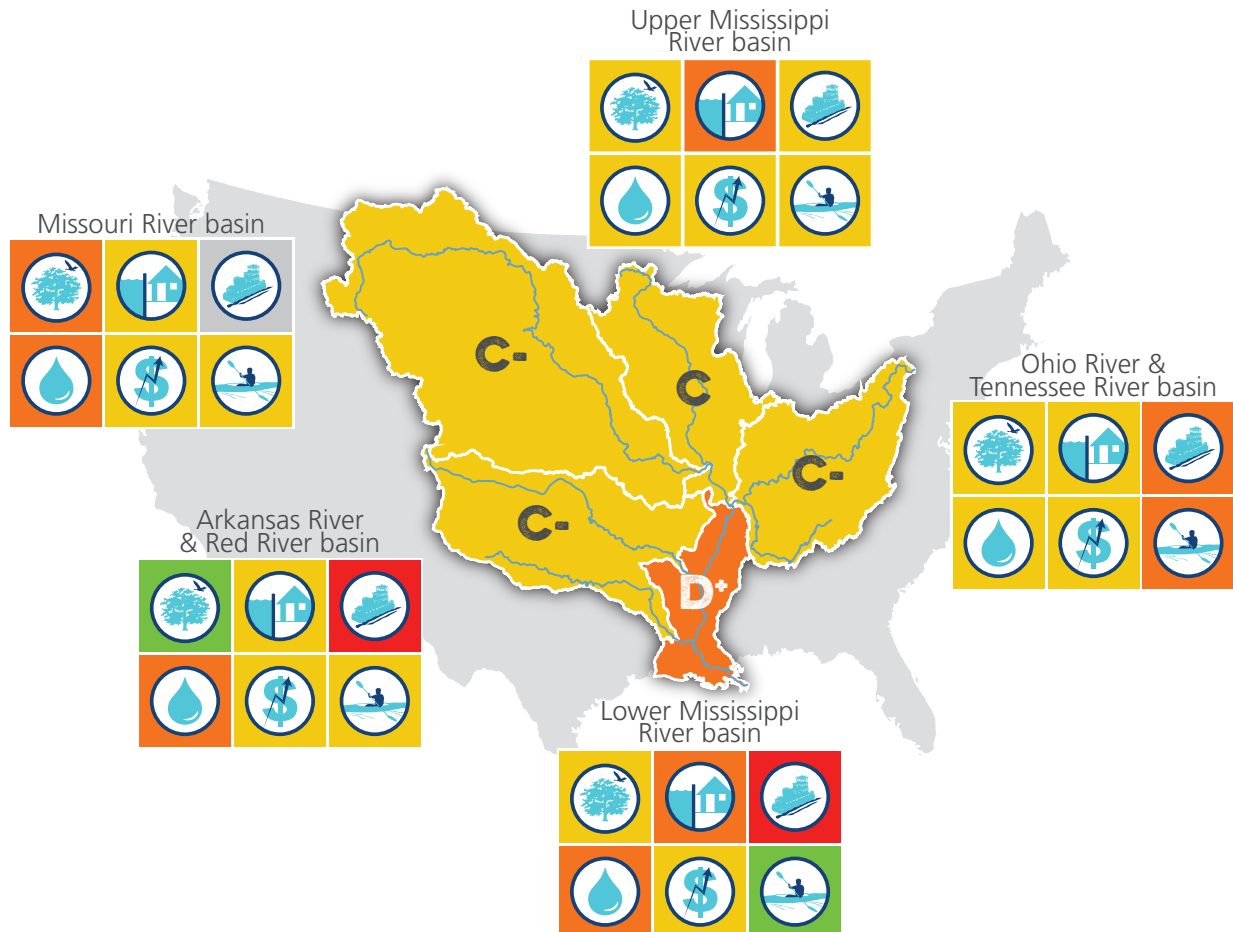 Upper Mississippi
River basin
Missouri River basin
C-
C
Ohio River &
Tennessee River basin
C-
Arkansas River
& Red River basin
C-
D+
Lower Mississippi
River basin